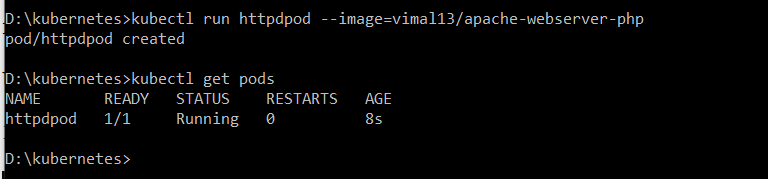 D:\kubernetes>kubectl run httpdpod --image=vimal13/apache-webserver-php
pod/httpdpod created
D:\kubernetes>kubectl get pods
NAME READY STATUS RESTARTS AGE
httpdpod 1/1 Running 0 8s
D:\kubernetes>